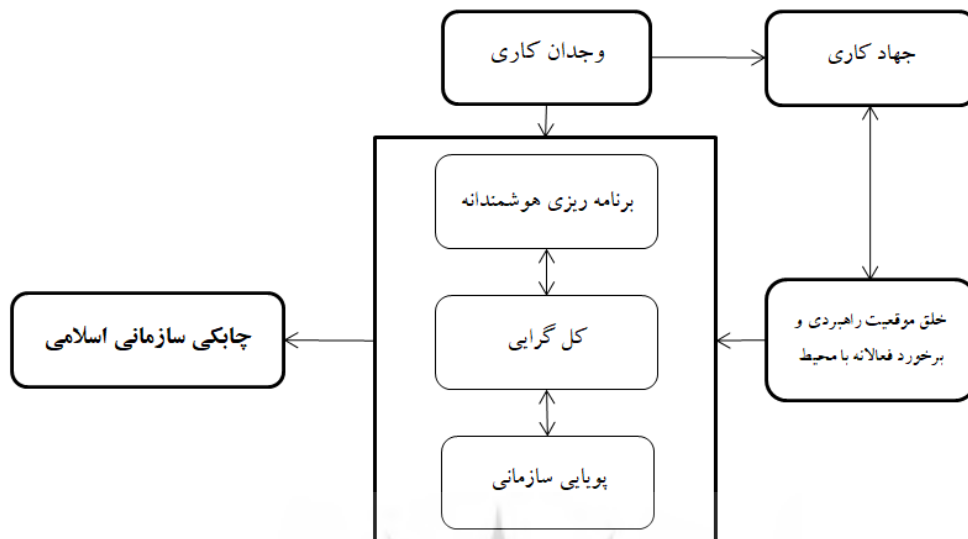 جهاد کاری
وجدان کاری
برنامه ریزی هوشمندانه
کل گرایی
پویایی سازمانی
خلق موقعیت راهبردی و
برخورد فعالانه با محیط
چابکی سازمانی اسلامی